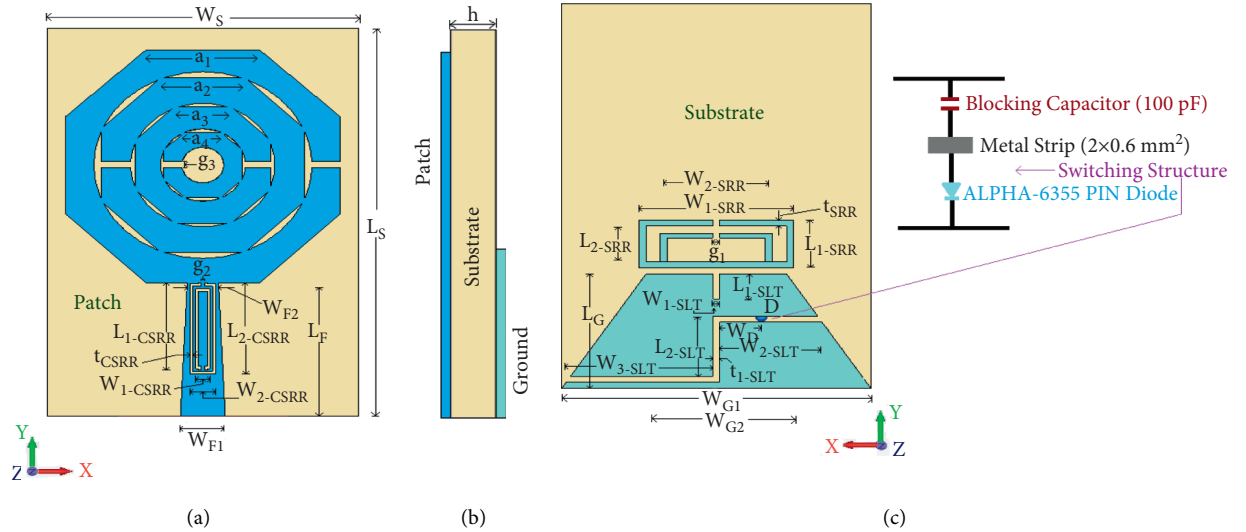 W_S
a_1
a_2
a_3
a_4
g_3
L_S
g_2
Patch
W_F2
L_1-CSRR
L_2-CSRR
L_F
t_CSRR
W_1-CSRR
W_2-CSRR
W_F1
Y
Z
X
(a)
h
Patch
Substrate
Ground
(b)
Substrate
W_2-SRR
W_1-SRR
t_SRR
L_2-SRR
g_1
L_1-SRR
L_1-SLT
W_1-SLT
D
L_G
W_D
L_2-SLT
W_2-SLT
W_3-SLT
t_1-SLT
W_G1
W_G2
Blocking Capacitor (100 pF)
Metal Strip (2×0.6 mm²)
Switching Structure
ALPHA-6355 PIN Diode
Y
X
Z
(c)